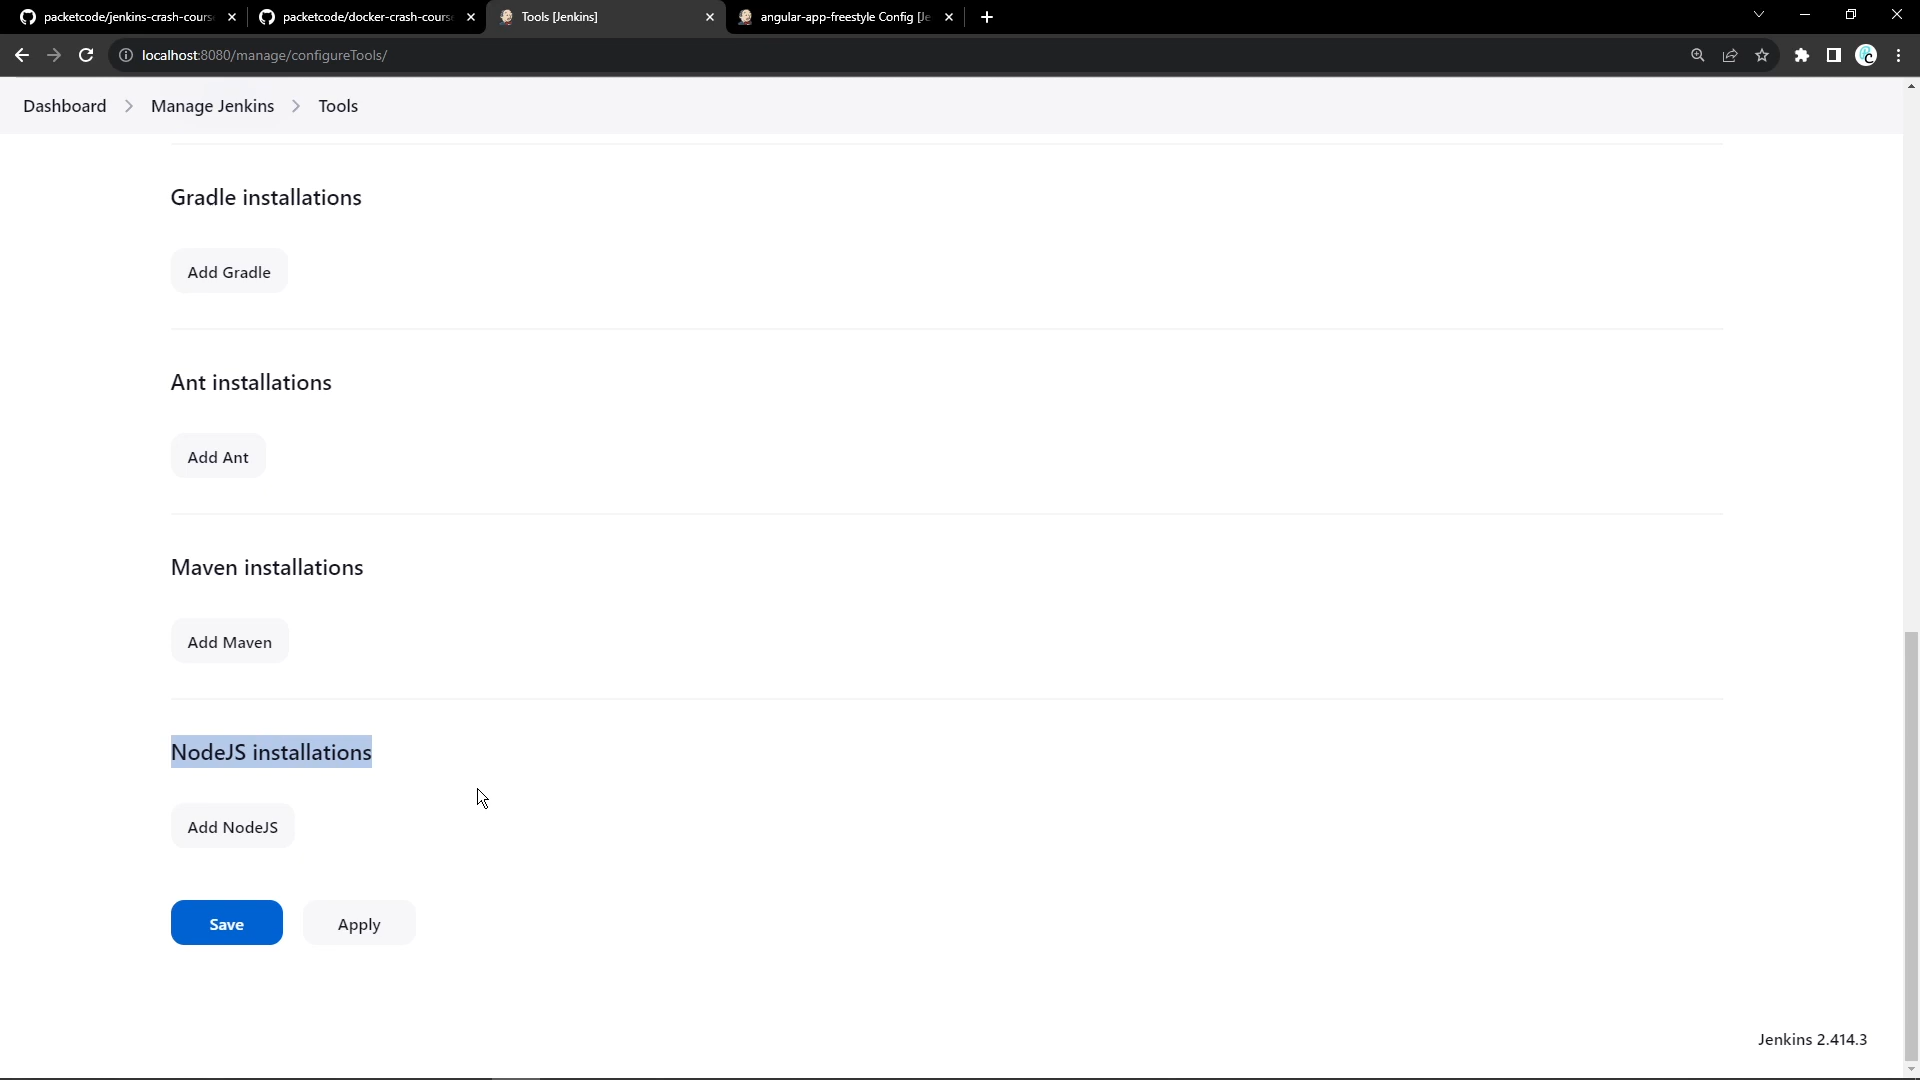 packetcode/jenkins-crash-cours
packetcode/docker-crash-course
Tools [Jenkins]
angular-app-freestyle Config [Je
localhost:8080/manage/configureTools/
Dashboard
Manage Jenkins
Tools
Gradle installations
Add Gradle
Ant installations
Add Ant
Maven installations
Add Maven
NodeJS installations
Add NodeJS
Save
Apply
Jenkins 2.414.3